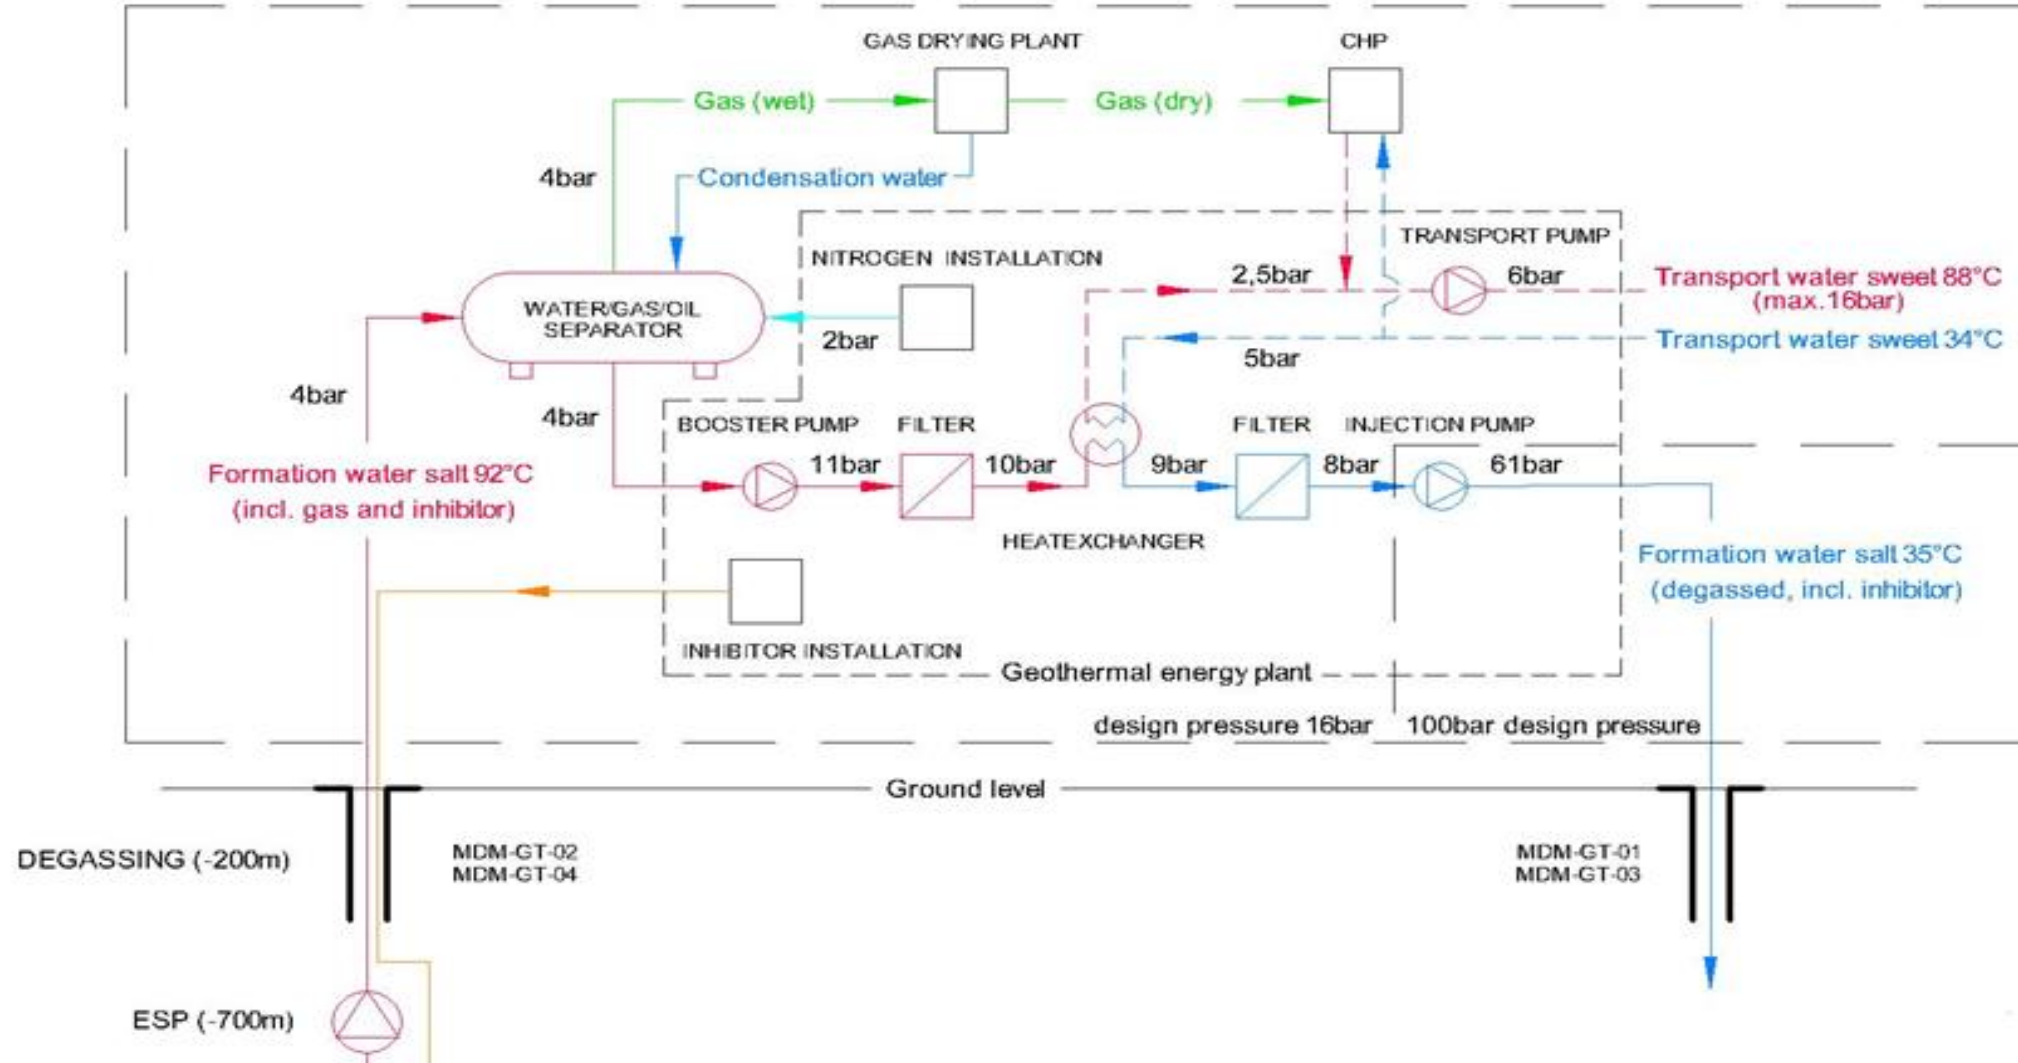 GAS DRYING PLANT
CHP
Gas (wet)
Gas (dry)
4bar
Condensation water
TRANSPORT PUMP
NITROGEN INSTALLATION
2,5bar
6bar
Transport water sweet 88°C
(max.16bar)
WATER/GAS/OIL
SEPARATOR
2bar
5bar
Transport water sweet 34°C
4bar
4bar
BOOSTER PUMP
FILTER
FILTER
INJECTION PUMP
11bar
10bar
9bar
8bar
61bar
Formation water salt 92°C
(incl. gas and inhibitor)
HEATEXCHANGER
Formation water salt 35°C
(degassed, incl. inhibitor)
INHIBITOR INSTALLATION
Geothermal energy plant
design pressure 16bar
100bar design pressure
Ground level
DEGASSING (-200m)
MDM-GT-02
MDM-GT-04
MDM-GT-01
MDM-GT-03
ESP (-700m)